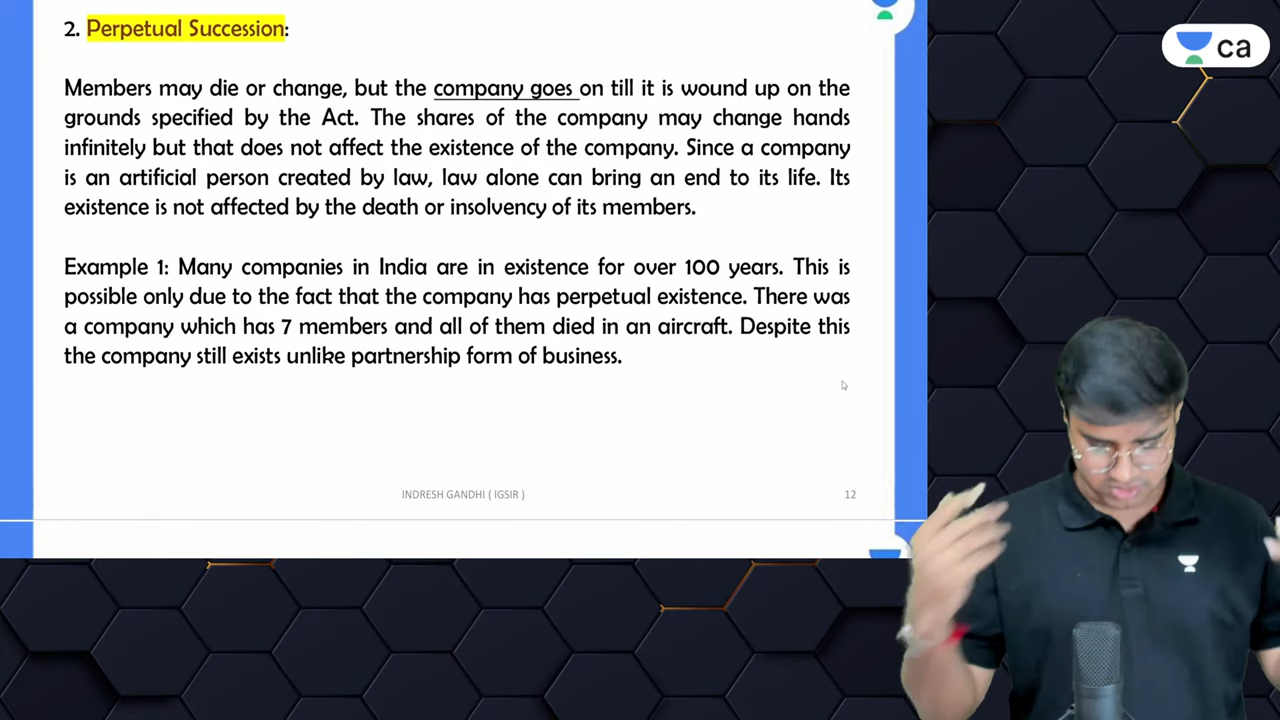 2. Perpetual Succession:
Members may die or change, but the company goes on till it is wound up on the
grounds specified by the Act. The shares of the company may change hands
infinitely but that does not affect the existence of the company. Since a company
is an artificial person created by law, law alone can bring an end to its life. Its
existence is not affected by the death or insolvency of its members.
Example 1: Many companies in India are in existence for over 100 years. This is
possible only due to the fact that the company has perpetual existence. There was
a company which has 7 members and all of them died in an aircraft. Despite this
the company still exists unlike partnership form of business.
INDRESH GANDHI ( IGSIR )
12
ca